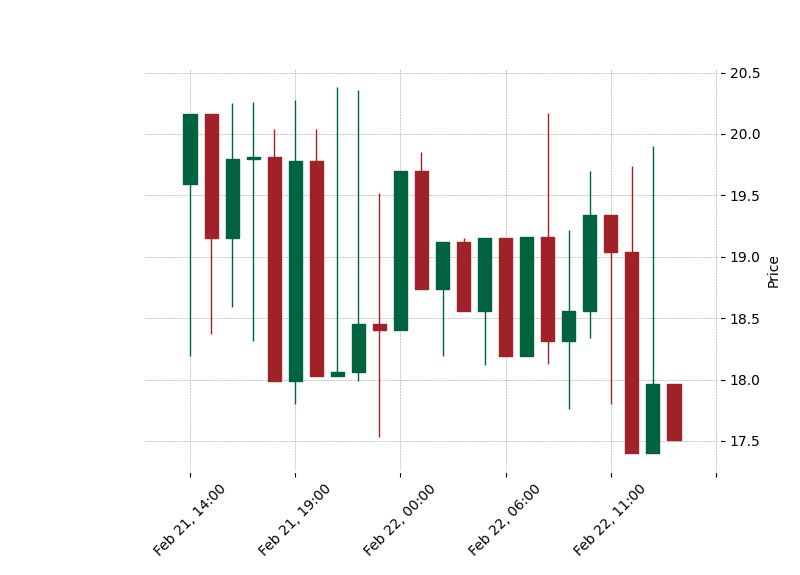 20.5
20.0
19.5
19.0
18.5
18.0
17.5
Price
Feb 21, 14:00
Feb 21, 19:00
Feb 22, 00:00
Feb 22, 06:00
Feb 22, 11:00